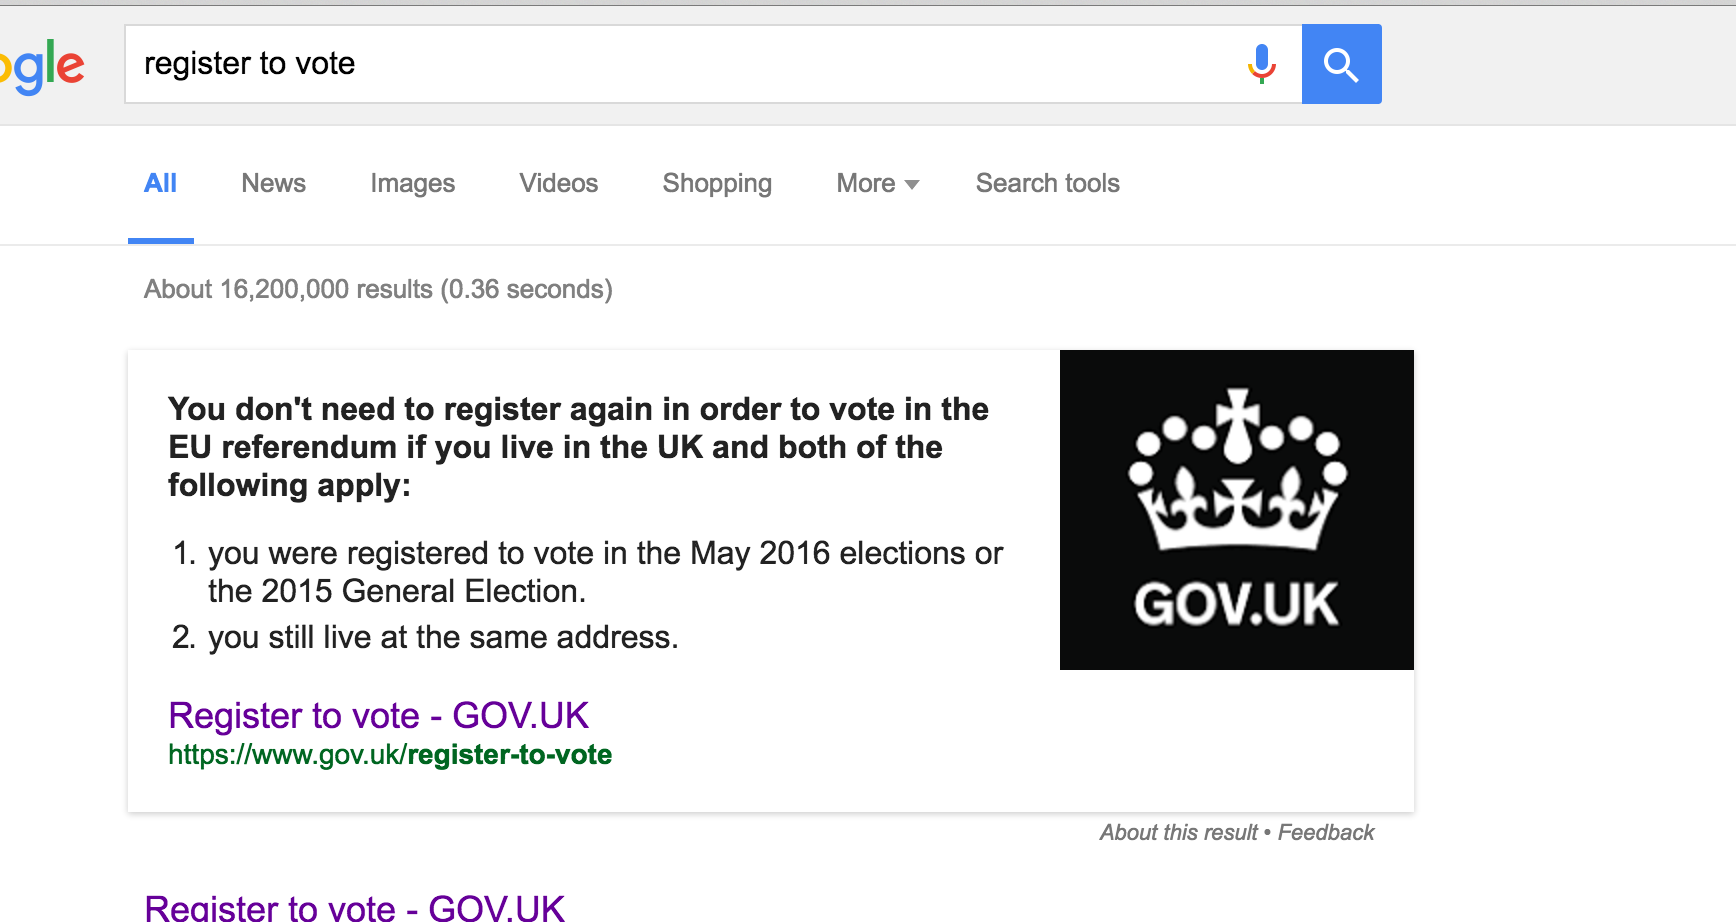 ogle
register to vote
All News Images Videos Shopping More Search tools
About 16,200,000 results (0.36 seconds)
You don't need to register again in order to vote in the
EU referendum if you live in the UK and both of the
following apply:
1. you were registered to vote in the May 2016 elections or
the 2015 General Election.
2. you still live at the same address.
GOV.UK
Register to vote - GOV.UK
https://www.gov.uk/register-to-vote
About this result • Feedback
Register to vote - GOV.UK